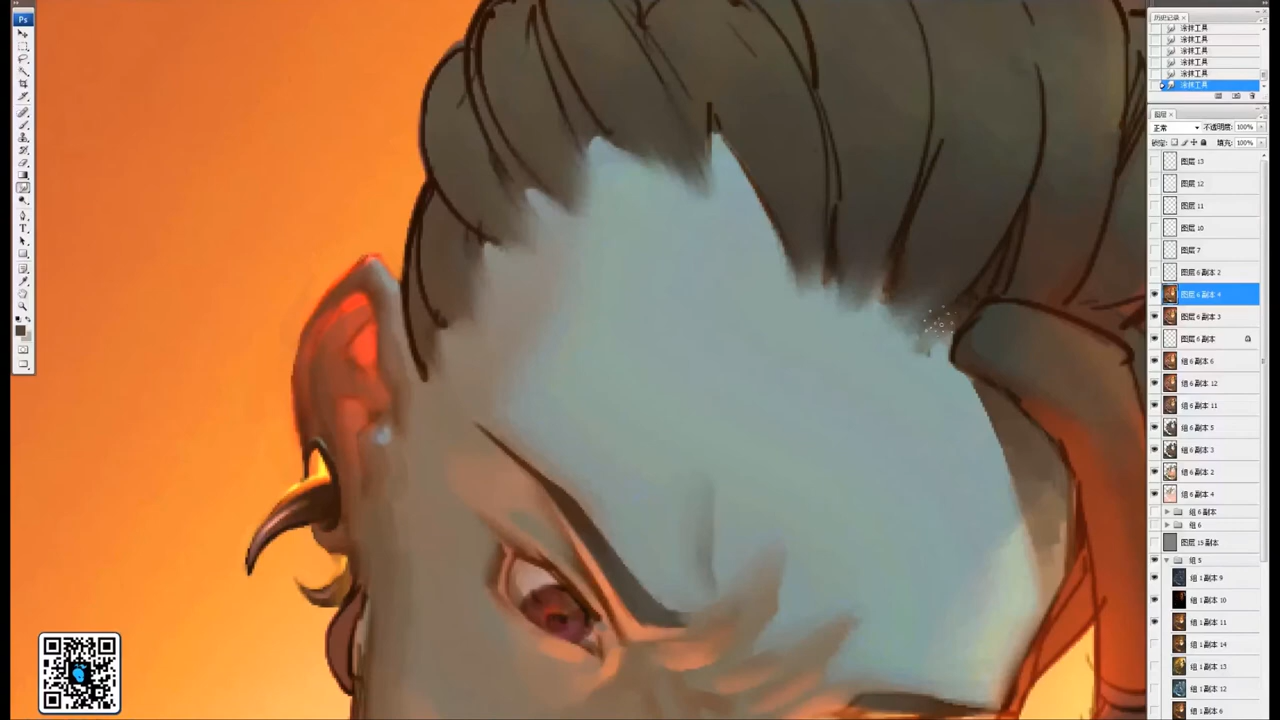 Ps
历史记录 ×
涂抹工具
涂抹工具
涂抹工具
涂抹工具
涂抹工具
涂抹工具
图层 ×
正常
不透明度: 100%
锁定:
填充: 100%
图层 13
图层 12
图层 11
图层 10
图层 7
图层 6 副本 2
图层 6 副本 4
图层 6 副本 3
图层 6 副本
组 6 副本 6
组 6 副本 12
组 6 副本 11
组 6 副本 5
组 6 副本 3
组 6 副本 2
组 6 副本 4
组 6 副本
组 6
图层 15 副本
组 5
组 1 副本 9
组 1 副本 10
组 1 副本 11
组 1 副本 14
组 1 副本 13
组 1 副本 12
组 1 副本 6